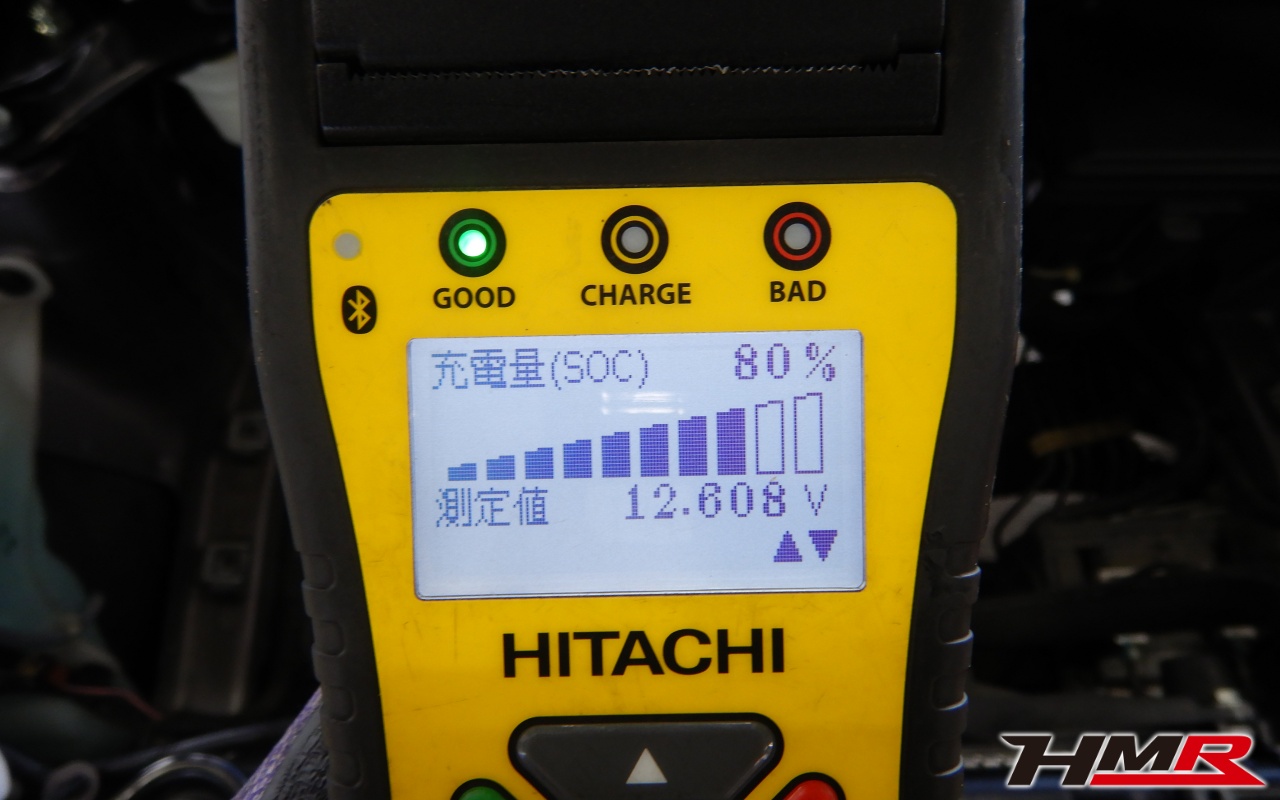 GOOD CHARGE BAD
充電量(SOC) 80%
測定値 12.608 V
HITACHI
HMR